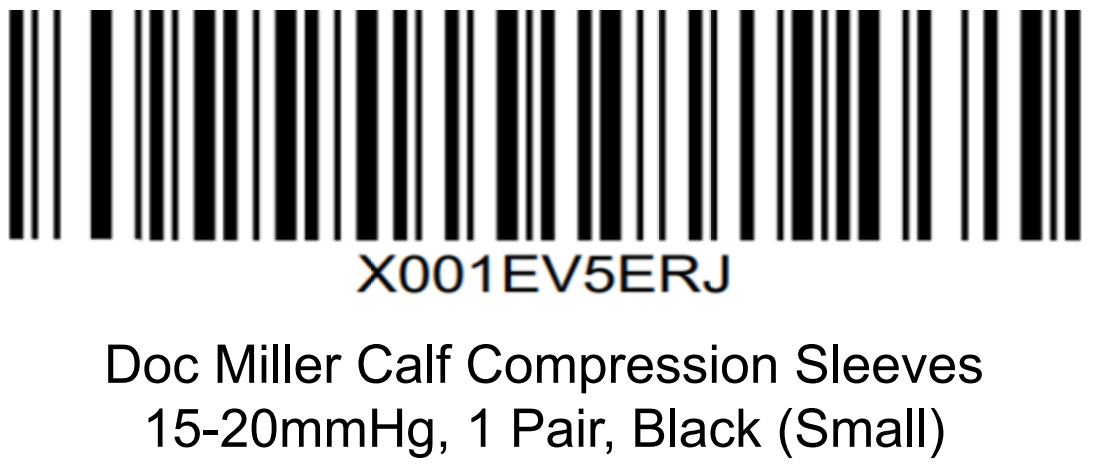 X001EV5ERJ
Doc Miller Calf Compression Sleeves
15-20mmHg, 1 Pair, Black (Small)